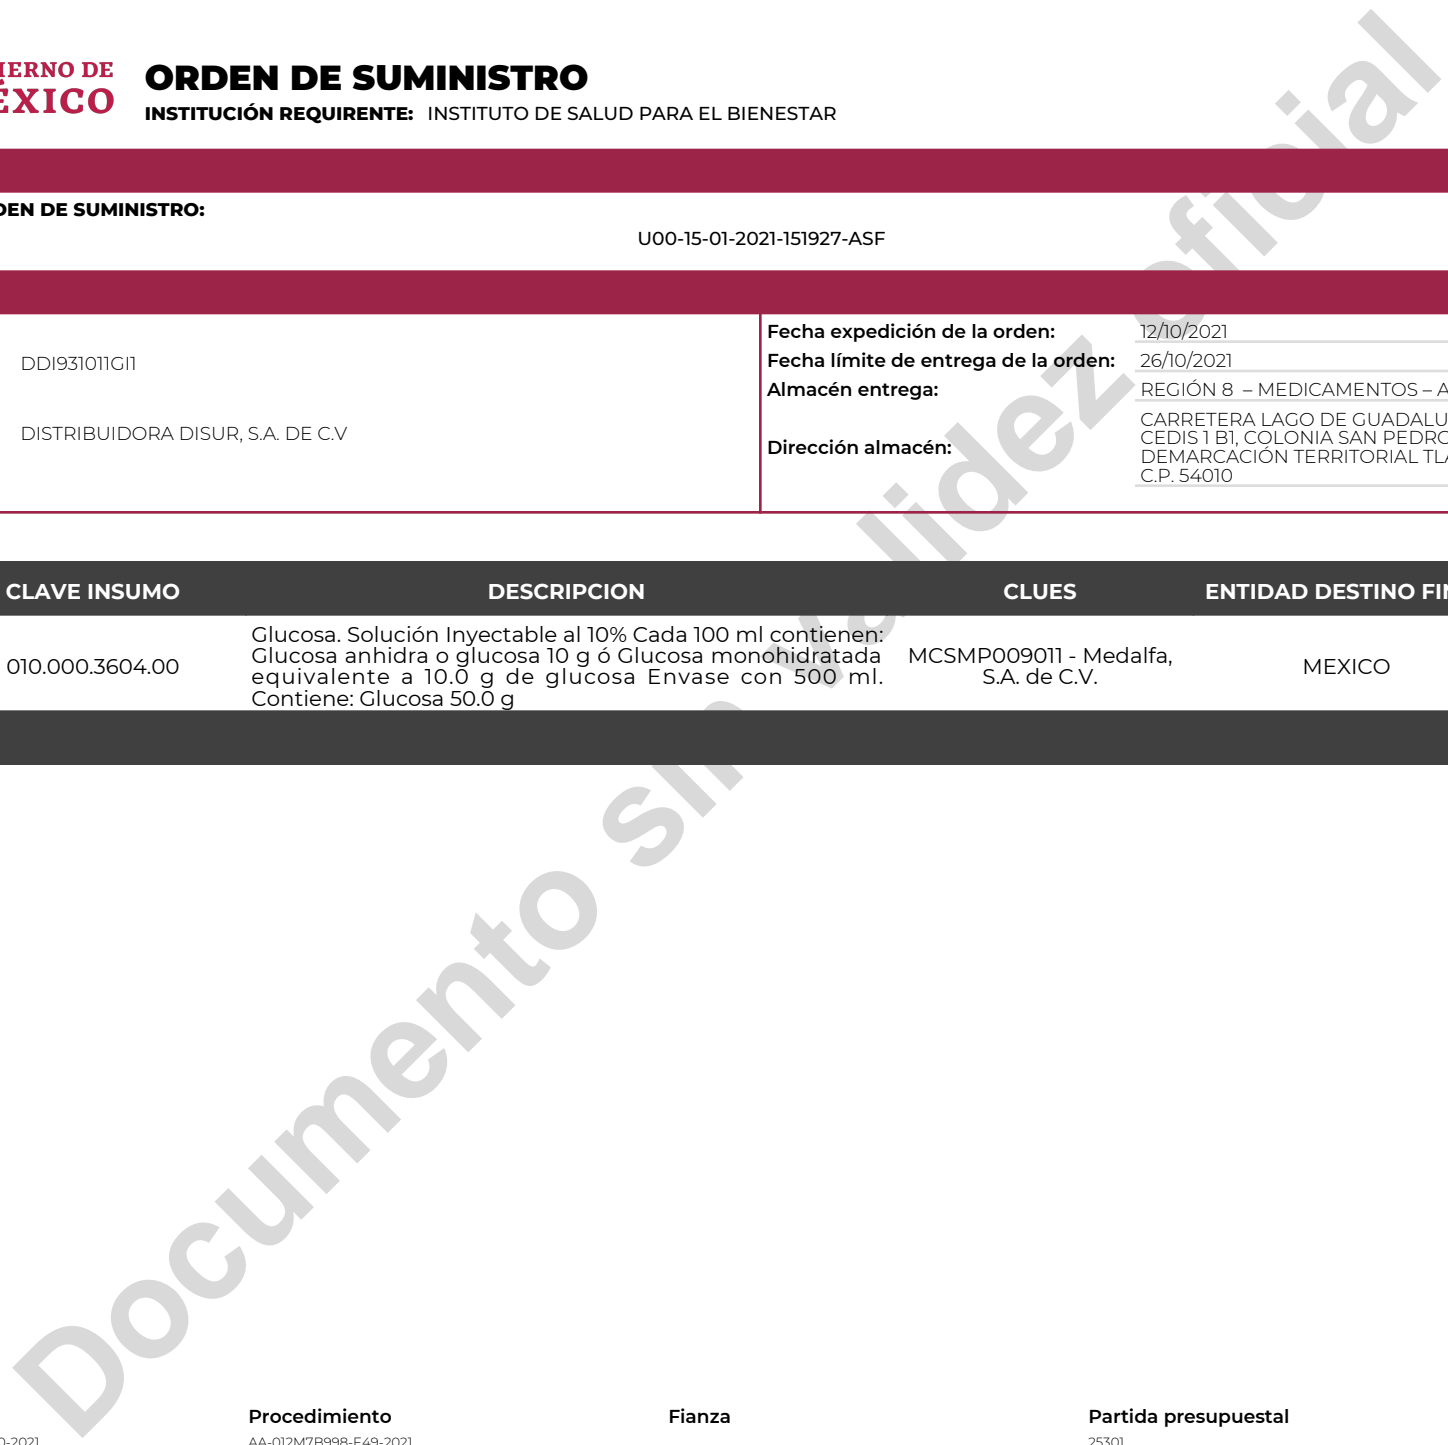 ORDEN DE SUMINISTRO
INSTITUCIÓN REQUIRENTE: INSTITUTO DE SALUD PARA EL BIENESTAR
DE
XICO
DE SUMINISTRO:
U00-15-01-2021-151927-ASF
DDI931011GI1
DISTRIBUIDORA DISUR, S.A. DE C.V
Fecha expedición de la orden: 12/10/2021
Fecha límite de entrega de la orden: 26/10/2021
Almacén entrega: REGIÓN 8 – MEDICAMENTOS – A
Dirección almacén:
CARRETERA LAGO DE GUADALU
CEDIS 1 B1, COLONIA SAN PEDRO
DEMARCACIÓN TERRITORIAL TLA
C.P. 54010
CLAVE INSUMO DESCRIPCION CLUES ENTIDAD DESTINO FIN
010.000.3604.00
Glucosa. Solución Inyectable al 10% Cada 100 ml contienen:
Glucosa anhidra o glucosa 10 g ó Glucosa monohidratada
equivalente a 10.0 g de glucosa Envase con 500 ml.
Contiene: Glucosa 50.0 g
MCSMP009011 - Medalfa,
S.A. de C.V.
MEXICO
Documento sin validez oficial
Procedimiento Fianza Partida presupuestal
-2021 AA-012M7B998-E49-2021 25301